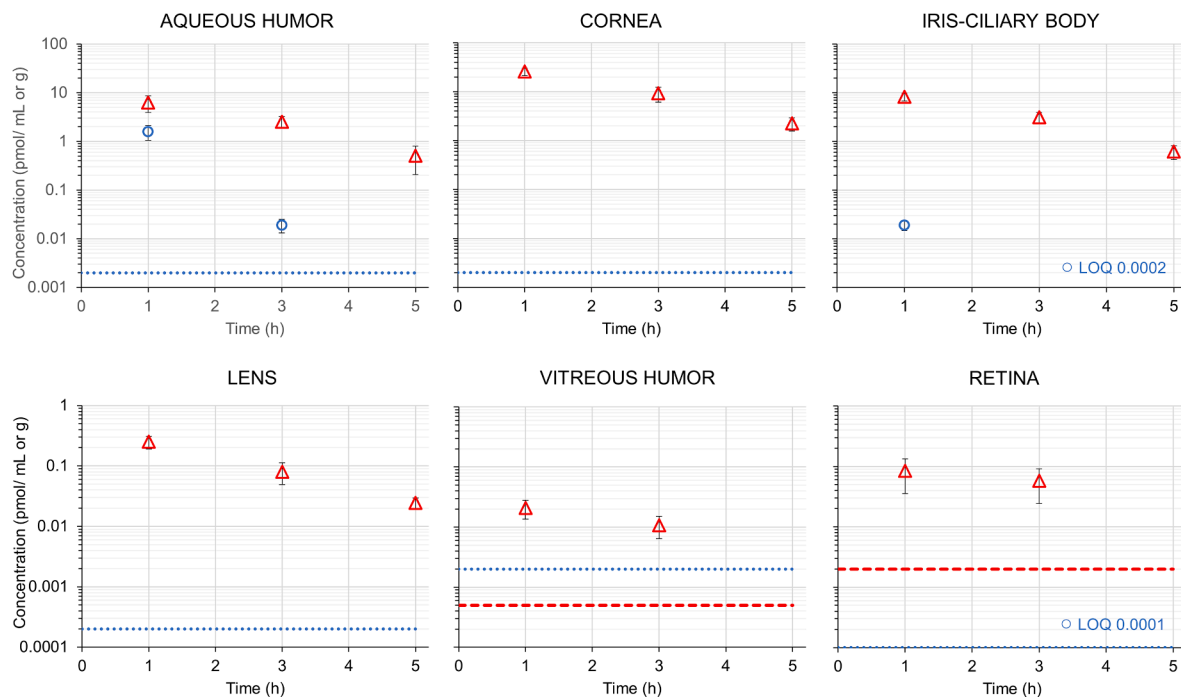 AQUEOUS HUMOR
CORNEA
IRIS-CILIARY BODY
Concentration (pmol/ mL or g)
100
10
1
0.1
0.01
0.001
0 1 2 3 4 5
Time (h)
0 1 2 3 4 5
Time (h)
LOQ 0.0002
0 1 2 3 4 5
Time (h)
LENS
VITREOUS HUMOR
RETINA
Concentration (pmol/ mL or g)
1
0.1
0.01
0.001
0.0001
0 1 2 3 4 5
Time (h)
0 1 2 3 4 5
Time (h)
LOQ 0.0001
0 1 2 3 4 5
Time (h)